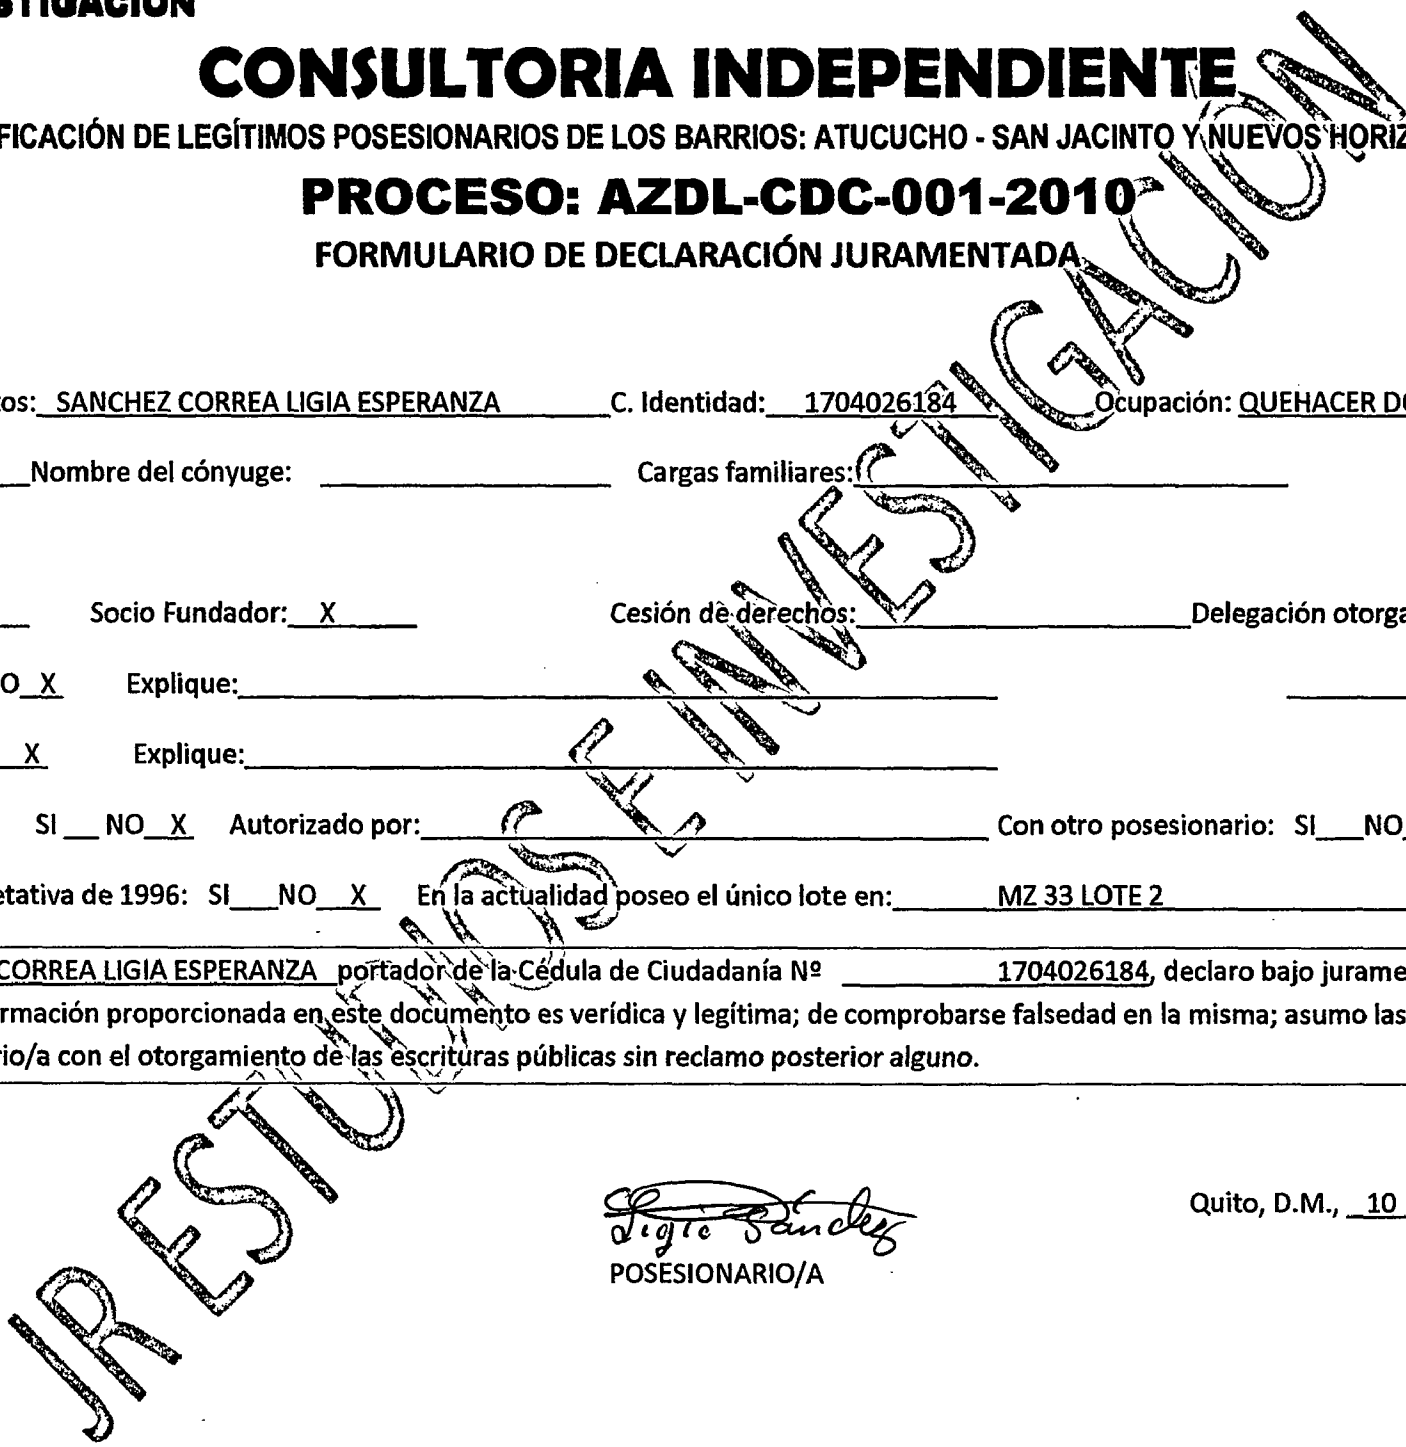 STIGACIÓN
CONSULTORIA INDEPENDIENTE
FICACIÓN DE LEGÍTIMOS POSESIONARIOS DE LOS BARRIOS: ATUCUCHO - SAN JACINTO Y NUEVOS HORIZ
PROCESO: AZDL-CDC-001-2010
FORMULARIO DE DECLARACIÓN JURAMENTADA
tos: SANCHEZ CORREA LIGIA ESPERANZA C. Identidad: 1704026184 Ocupación: QUEHACER DO
Nombre del cónyuge: Cargas familiares:
Socio Fundador: X Cesión de derechos: Delegación otorga
O X Explique:
X Explique:
SI ___ NO X Autorizado por: Con otro posesionario: SI___NO
etativa de 1996: SI___NO X En la actualidad poseo el único lote en: MZ 33 LOTE 2
CORREA LIGIA ESPERANZA portador de la Cédula de Ciudadanía Nº 1704026184, declaro bajo jurame
rmación proporcionada en este documento es verídica y legítima; de comprobarse falsedad en la misma; asumo las
rio/a con el otorgamiento de las escrituras públicas sin reclamo posterior alguno.
Ligia Sánchez
Quito, D.M., 10
POSESIONARIO/A
JR ESTUDIOS E INVESTIGACION